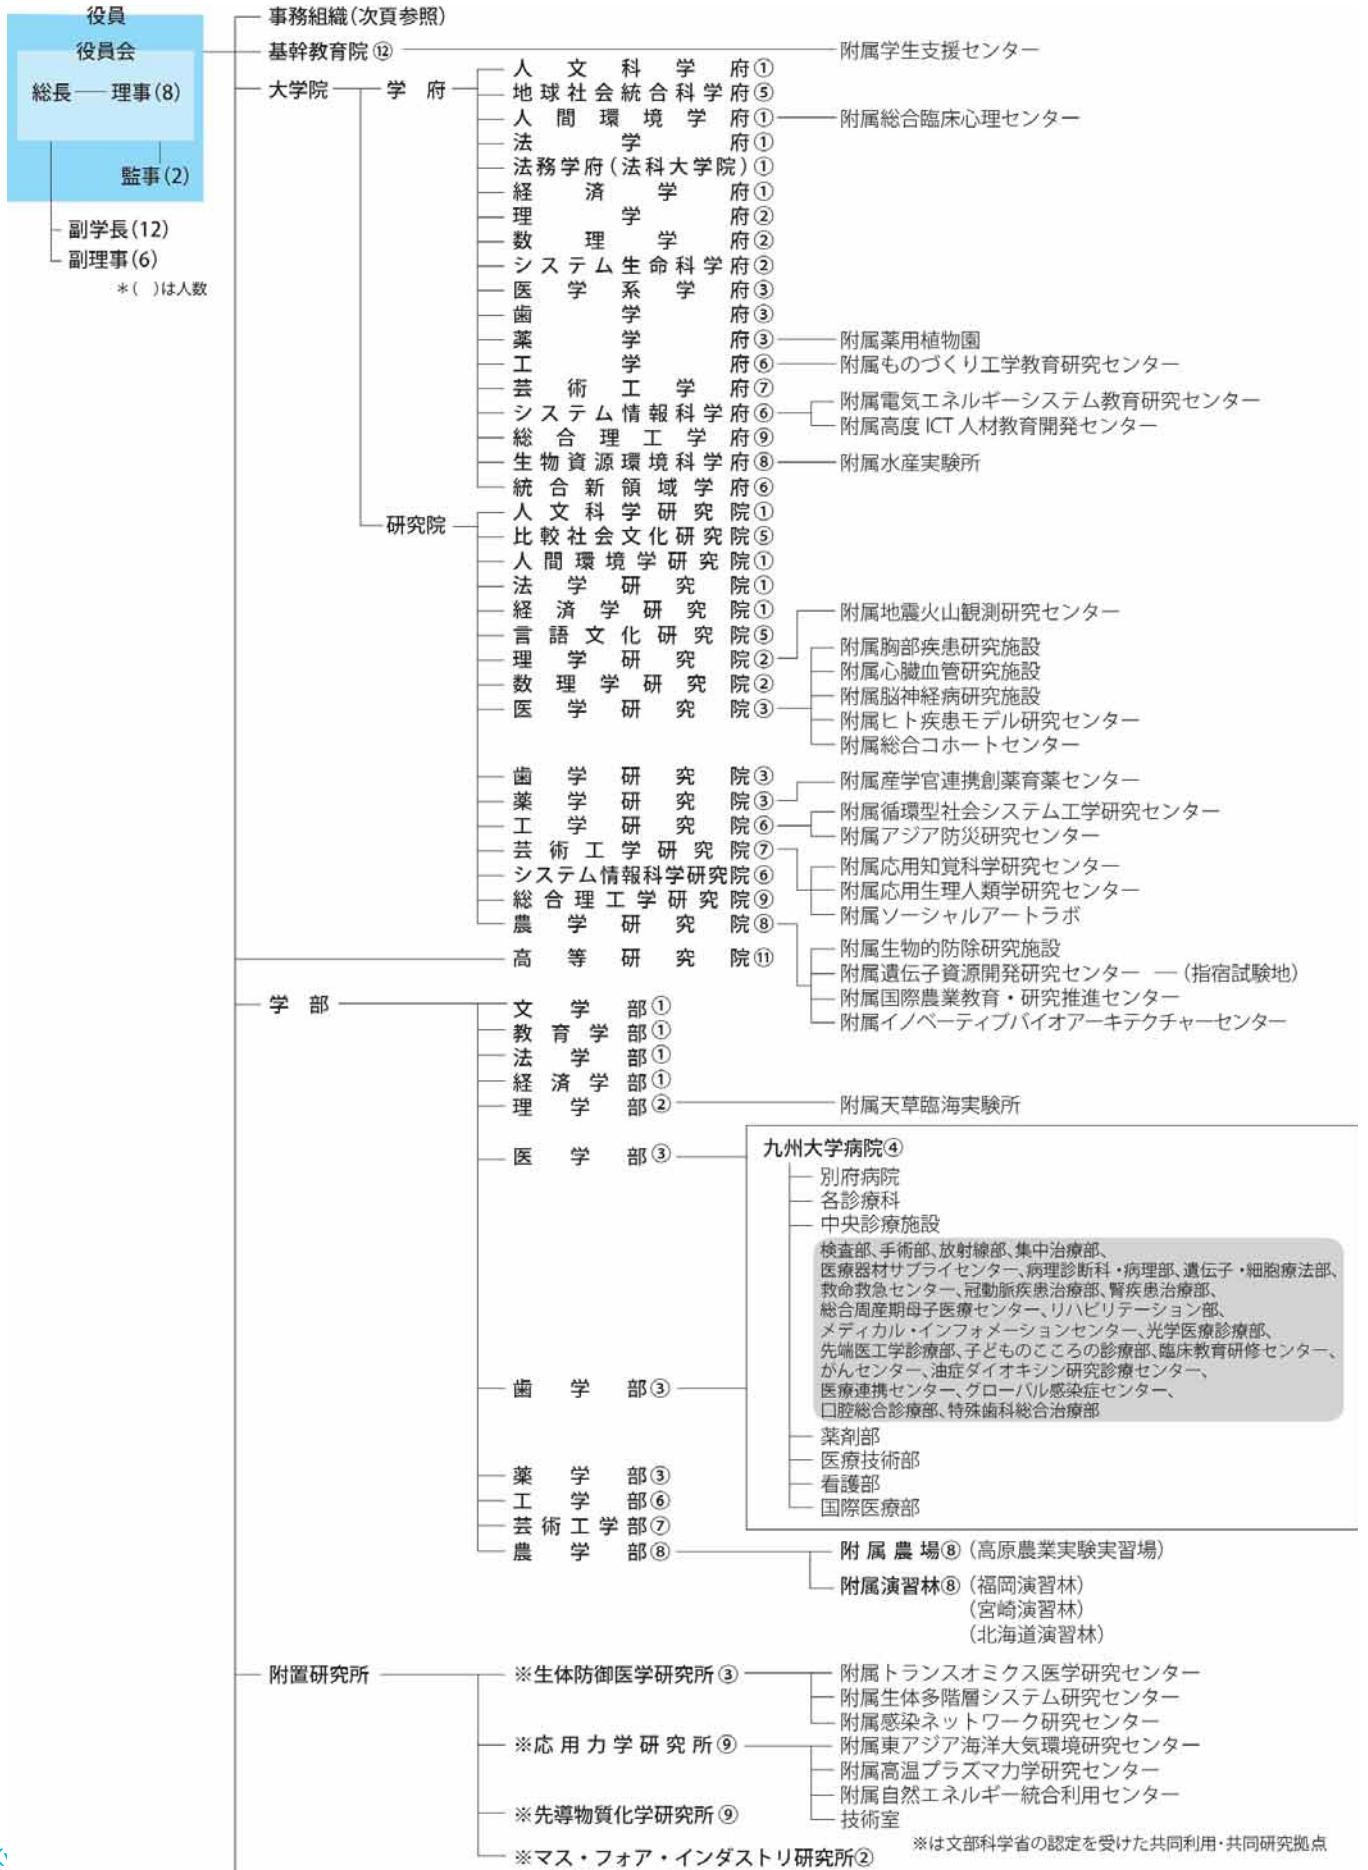 役員
役員会
総長 理事(8)
監事(2)
副学長(12)
副理事(6)
*( )は人数
事務組織(次頁参照)
基幹教育院⑫ 附属学生支援センター
大学院 学府
人文科学府①
地球社会統合科学府⑤
人間環境学府① 附属総合臨床心理センター
法学府①
法務学府(法科大学院)①
経済学府①
理学府②
数理学府②
システム生命科学府②
医学系学府③
歯学府③
薬学府③ 附属薬用植物園
工学府⑥ 附属ものづくり工学教育研究センター
芸術工学府⑦
システム情報科学府⑥ 附属電気エネルギーシステム教育研究センター
附属高度 ICT 人材教育開発センター
総合理工学府⑨
生物資源環境科学府⑧ 附属水産実験所
統合新領域学府⑥
研究院
人文科学研究院①
比較社会文化研究院⑤
人間環境学研究院①
法学研究院①
経済学研究院①
言語文化研究院⑤
理学研究院② 附属地震火山観測研究センター
数理学研究院②
医学研究院③ 附属胸部疾患研究施設
附属心臓血管研究施設
附属脳神経病研究施設
附属ヒト疾患モデル研究センター
附属総合コホートセンター
歯学研究院③
薬学研究院③ 附属産学官連携創薬育薬センター
工学研究院⑥ 附属循環型社会システム工学研究センター
附属アジア防災研究センター
芸術工学研究院⑦ 附属応用知覚科学研究センター
附属応用生理人類学研究センター
附属ソーシャルアートラボ
システム情報科学研究院⑥
総合理工学研究院⑨
農学研究院⑧ 附属生物的防除研究施設
附属遺伝子資源開発研究センター (指宿試験地)
附属国際農業教育・研究推進センター
附属イノベーティブバイオアーキテクチャーセンター
高等研究院⑪
学部
文学部①
教育学部①
法学部①
経済学部①
理学部② 附属天草臨海実験所
医学部③
歯学部③
九州大学病院④
別府病院
各診療科
中央診療施設
検査部、手術部、放射線部、集中治療部、
医療器材サプライセンター、病理診断科・病理部、遺伝子・細胞療法部、
救命救急センター、冠動脈疾患治療部、腎疾患治療部、
総合周産期母子医療センター、リハビリテーション部、
メディカル・インフォメーションセンター、光学医療診療部、
先端医工学診療部、子どものこころの診療部、臨床教育研修センター、
がんセンター、油症ダイオキシン研究診療センター、
医療連携センター、グローバル感染症センター、
口腔総合診療部、特殊歯科総合治療部
薬剤部
医療技術部
看護部
国際医療部
薬学部③
工学部⑥
芸術工学部⑦
農学部⑧ 附属農場⑧(高原農業実験実習場)
附属演習林⑧(福岡演習林)
(宮崎演習林)
(北海道演習林)
附置研究所
※生体防御医学研究所③ 附属トランスオミクス医学研究センター
附属生体多階層システム研究センター
附属感染ネットワーク研究センター
※応用力学研究所⑨ 附属東アジア海洋大気環境研究センター
附属高温プラズマ力学研究センター
附属自然エネルギー統合利用センター
技術室
※先導物質化学研究所⑨
※マス・フォア・インダストリ研究所②
※は文部科学省の認定を受けた共同利用・共同研究拠点